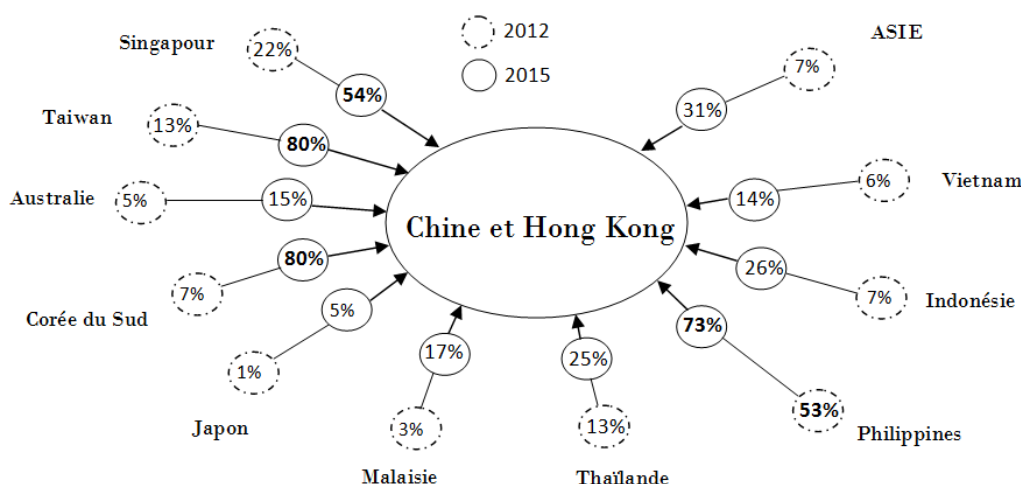 2012
2015
Singapour
22%
54%
Taiwan
13%
80%
Australie
5%
15%
Corée du Sud
7%
80%
Japon
1%
5%
Malaisie
3%
17%
Thaïlande
13%
25%
Philippines
53%
73%
Indonésie
7%
26%
Vietnam
6%
14%
ASIE
7%
31%
Chine et Hong Kong